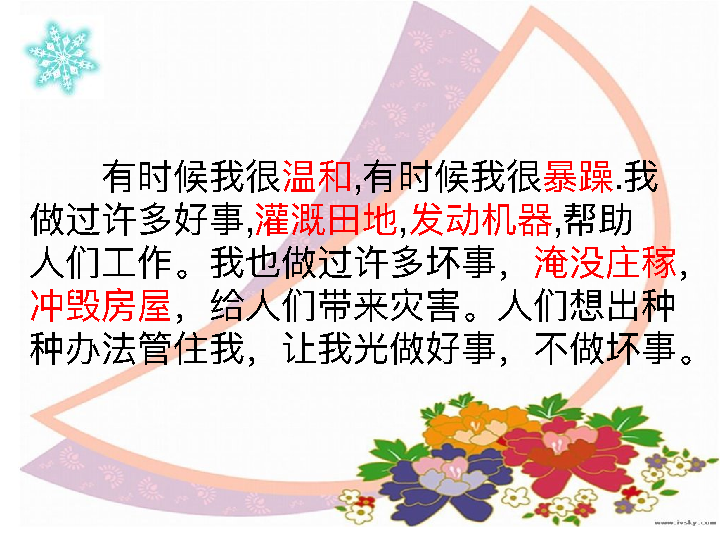 有时候我很温和,有时候我很暴躁.我
做过许多好事,灌溉田地,发动机器,帮助
人们工作。我也做过许多坏事，淹没庄稼，
冲毁房屋，给人们带来灾害。人们想出种
种办法管住我，让我光做好事，不做坏事。
www.ivsky.com